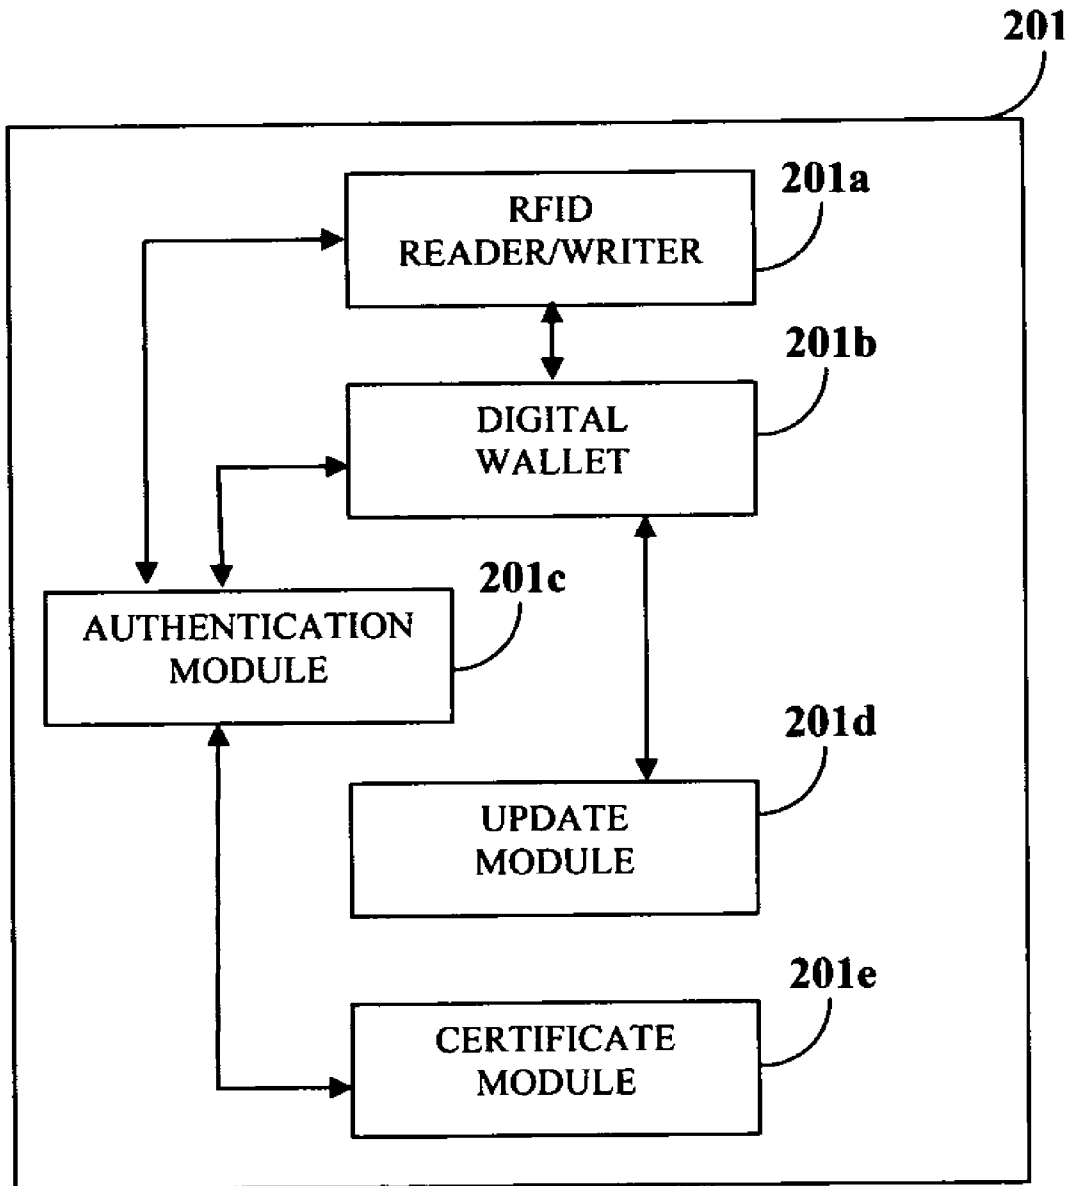 201
201a
RFID
READER/WRITER
201b
DIGITAL
WALLET
201c
AUTHENTICATION
MODULE
201d
UPDATE
MODULE
201e
CERTIFICATE
MODULE